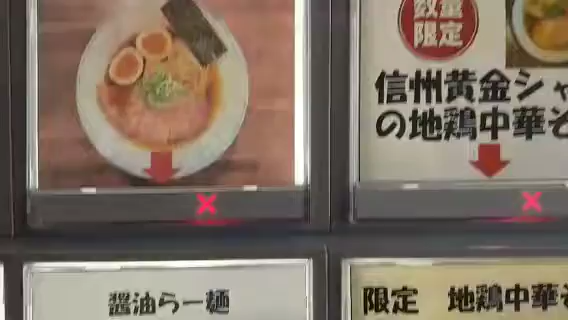 数量
限定
信州黄金シャ
の地鶏中華そ
醤油らー麺
限定 地鶏中華そ